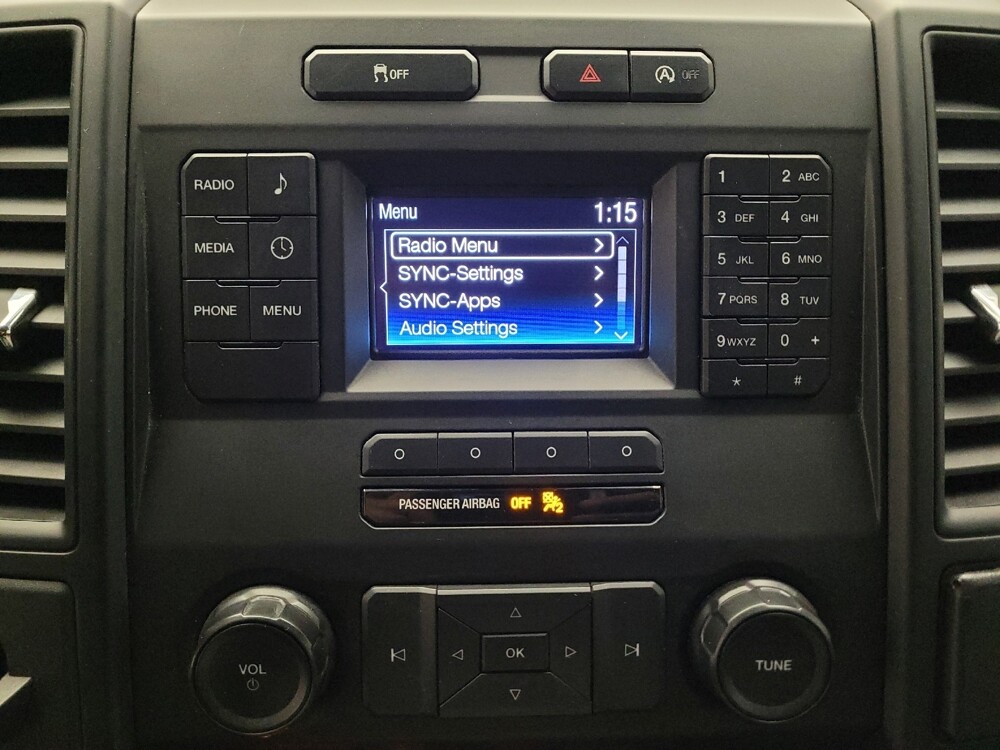 OFF
A OFF
RADIO
MEDIA
PHONE MENU
Menu 1:15
Radio Menu
SYNC-Settings
SYNC-Apps
Audio Settings
1 2 ABC
3 DEF 4 GHI
5 JKL 6 MNO
7 PQRS 8 TUV
9 WXYZ 0 +
* #
PASSENGER AIRBAG OFF 2
VOL
OK
TUNE